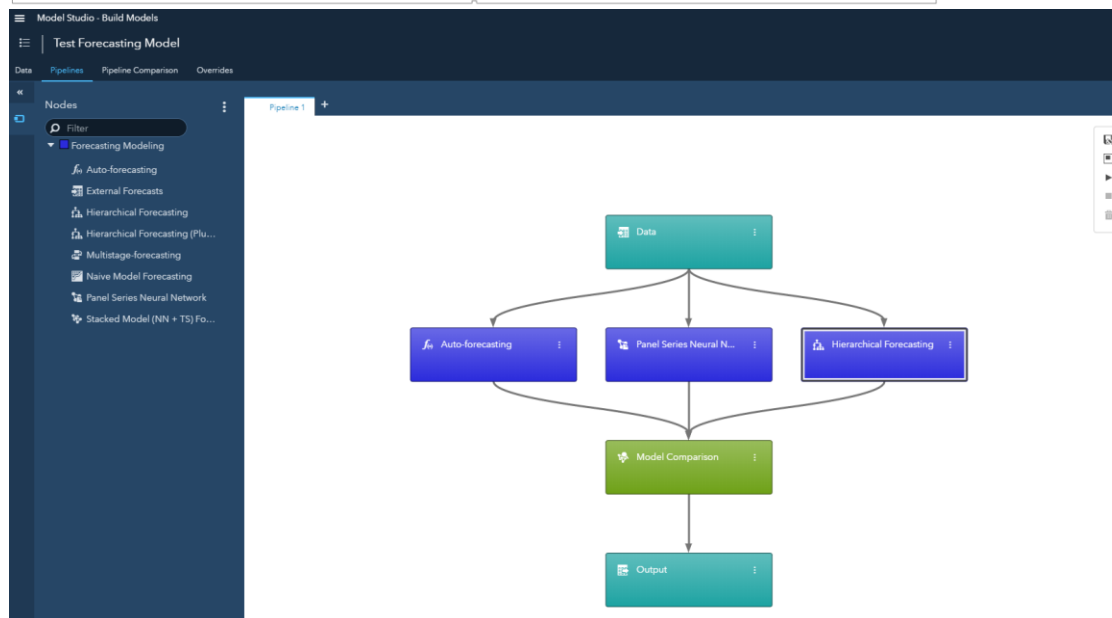 Model Studio - Build Models
Test Forecasting Model
Data Pipelines Pipeline Comparison Overrides
Nodes
Pipeline 1 +
Filter
Forecasting Modeling
Auto-forecasting
External Forecasts
Hierarchical Forecasting
Hierarchical Forecasting (Plu...
Multistage-forecasting
Naive Model Forecasting
Panel Series Neural Network
Stacked Model (NN + TS) Fo...
Data
Auto-forecasting
Panel Series Neural N...
Hierarchical Forecasting
Model Comparison
Output